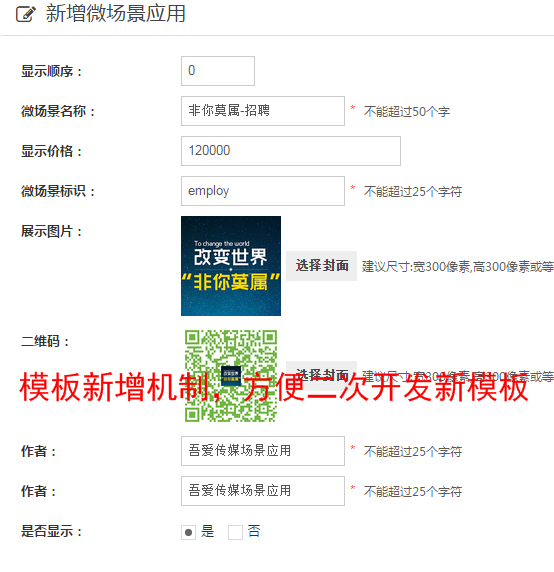 新增微场景应用
显示顺序： 0
微场景名称： 非你莫属-招聘 * 不能超过50个字
显示价格： 120000
微场景标识： employ * 不能超过25个字符
展示图片：
To change the world
改变世界
“非你莫属”
选择封面 建议尺寸:宽300像素,高300像素或等
二维码：
改变世界
非你莫属
选择封面 建议尺寸:宽300像素,高300像素或等
模板新增机制，方便二次开发新模板
作者： 吾爱传媒场景应用 * 不能超过25个字符
作者： 吾爱传媒场景应用 * 不能超过25个字符
是否显示： 是 否